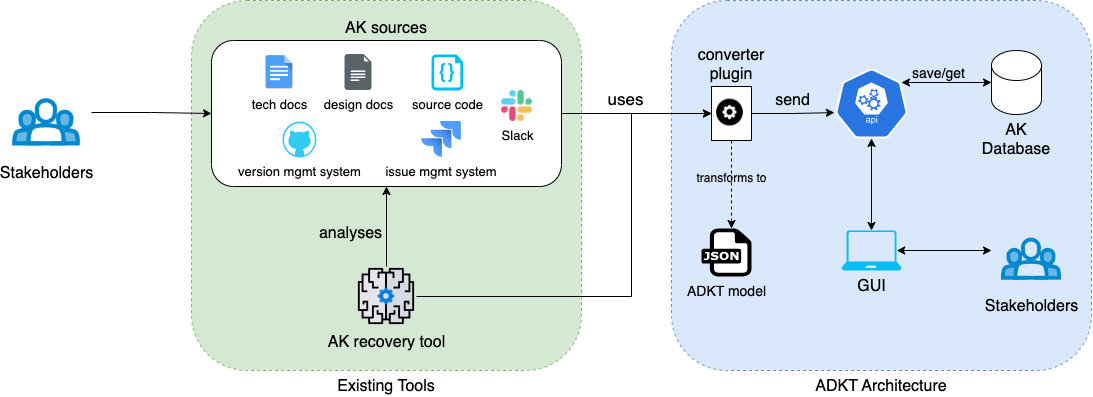 AK sources
tech docs
design docs
source code
Slack
version mgmt system
issue mgmt system
Stakeholders
analyses
AK recovery tool
Existing Tools
uses
converter
plugin
send
api
save/get
AK
Database
transforms to
JSON
ADKT model
GUI
Stakeholders
ADKT Architecture